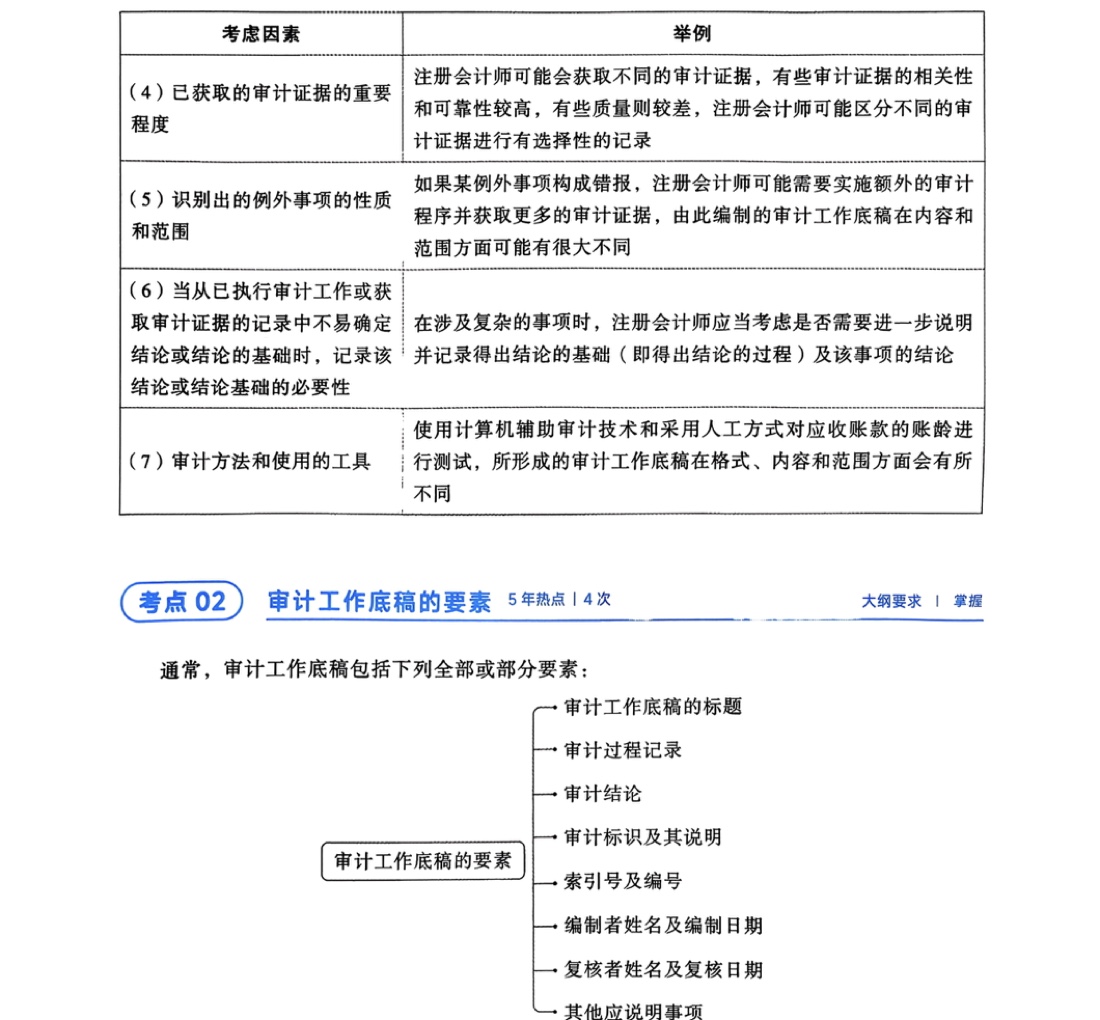 考虑因素
举例
（4）已获取的审计证据的重要
程度
注册会计师可能会获取不同的审计证据，有些审计证据的相关性
和可靠性较高，有些质量则较差，注册会计师可能区分不同的审
计证据进行有选择性的记录
（5）识别出的例外事项的性质
和范围
如果某例外事项构成错报，注册会计师可能需要实施额外的审计
程序并获取更多的审计证据，由此编制的审计工作底稿在内容和
范围方面可能有很大不同
（6）当从已执行审计工作或获
取审计证据的记录中不易确定
结论或结论的基础时，记录该
结论或结论基础的必要性
在涉及复杂的事项时，注册会计师应当考虑是否需要进一步说明
并记录得出结论的基础（即得出结论的过程）及该事项的结论
（7）审计方法和使用的工具
使用计算机辅助审计技术和采用人工方式对应收账款的账龄进
行测试，所形成的审计工作底稿在格式、内容和范围方面会有所
不同
考点 02 审计工作底稿的要素 5年热点 | 4次 大纲要求 | 掌握
通常，审计工作底稿包括下列全部或部分要素：
审计工作底稿的要素
审计工作底稿的标题
审计过程记录
审计结论
审计标识及其说明
索引号及编号
编制者姓名及编制日期
复核者姓名及复核日期
其他应说明事项